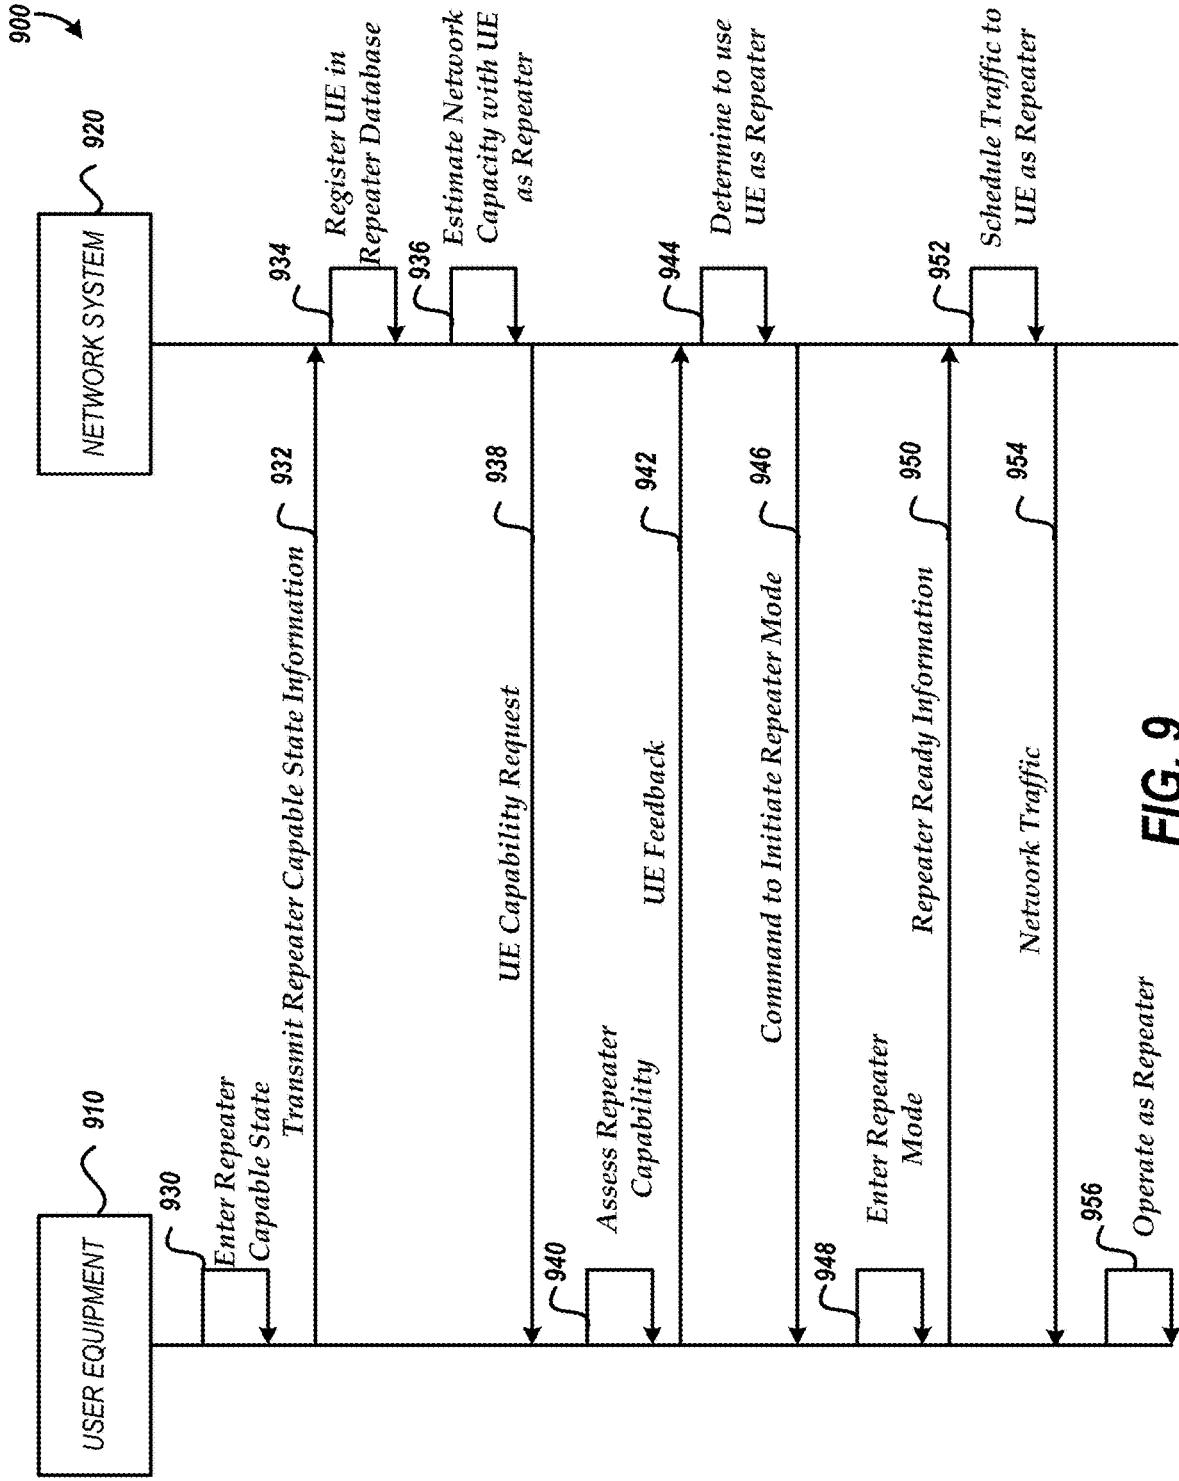 900
USER EQUIPMENT
910
NETWORK SYSTEM
920
930
Enter Repeater
Capable State
Transmit Repeater Capable State Information
932
934
Register UE in
Repeater Database
936
Estimate Network
Capacity with UE
as Repeater
UE Capability Request
938
940
Assess Repeater
Capability
UE Feedback
942
944
Determine to use
UE as Repeater
Command to Initiate Repeater Mode
946
948
Enter Repeater
Mode
Repeater Ready Information
950
952
Schedule Traffic to
UE as Repeater
Network Traffic
954
956
Operate as Repeater
FIG. 9